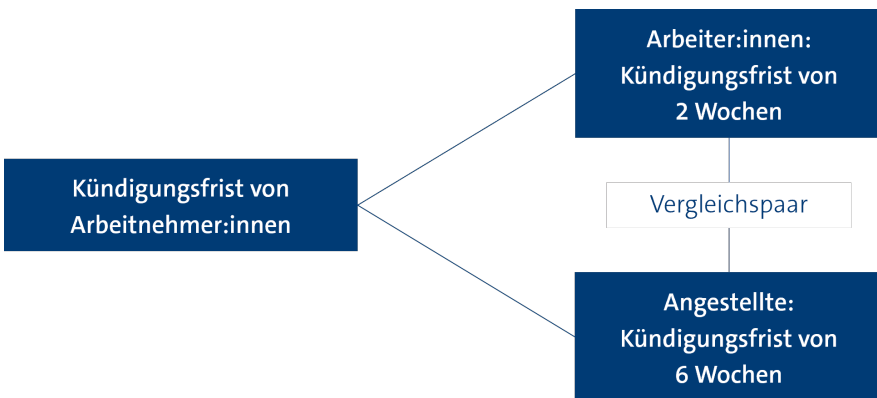 Kündigungsfrist von
Arbeitnehmer:innen
Arbeiter:innen:
Kündigungsfrist von
2 Wochen
Vergleichspaar
Angestellte:
Kündigungsfrist von
6 Wochen